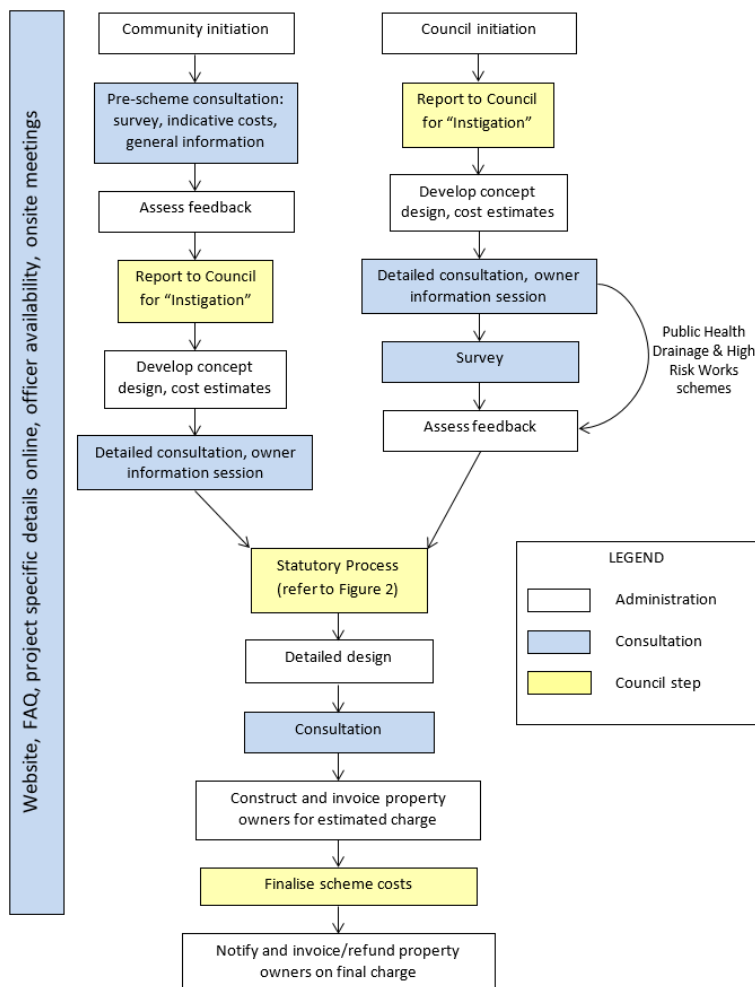 Website, FAQ, project specific details online, officer availability, onsite meetings
Community initiation
Pre-scheme consultation:
survey, indicative costs,
general information
Assess feedback
Report to Council
for “Instigation”
Develop concept
design, cost estimates
Detailed consultation, owner
information session
Council initiation
Report to Council
for “Instigation”
Develop concept
design, cost estimates
Detailed consultation, owner
information session
Survey
Assess feedback
Public Health
Drainage & High
Risk Works
schemes
Statutory Process
(refer to Figure 2)
Detailed design
Consultation
Construct and invoice property
owners for estimated charge
Finalise scheme costs
Notify and invoice/refund property
owners on final charge
LEGEND
Administration
Consultation
Council step